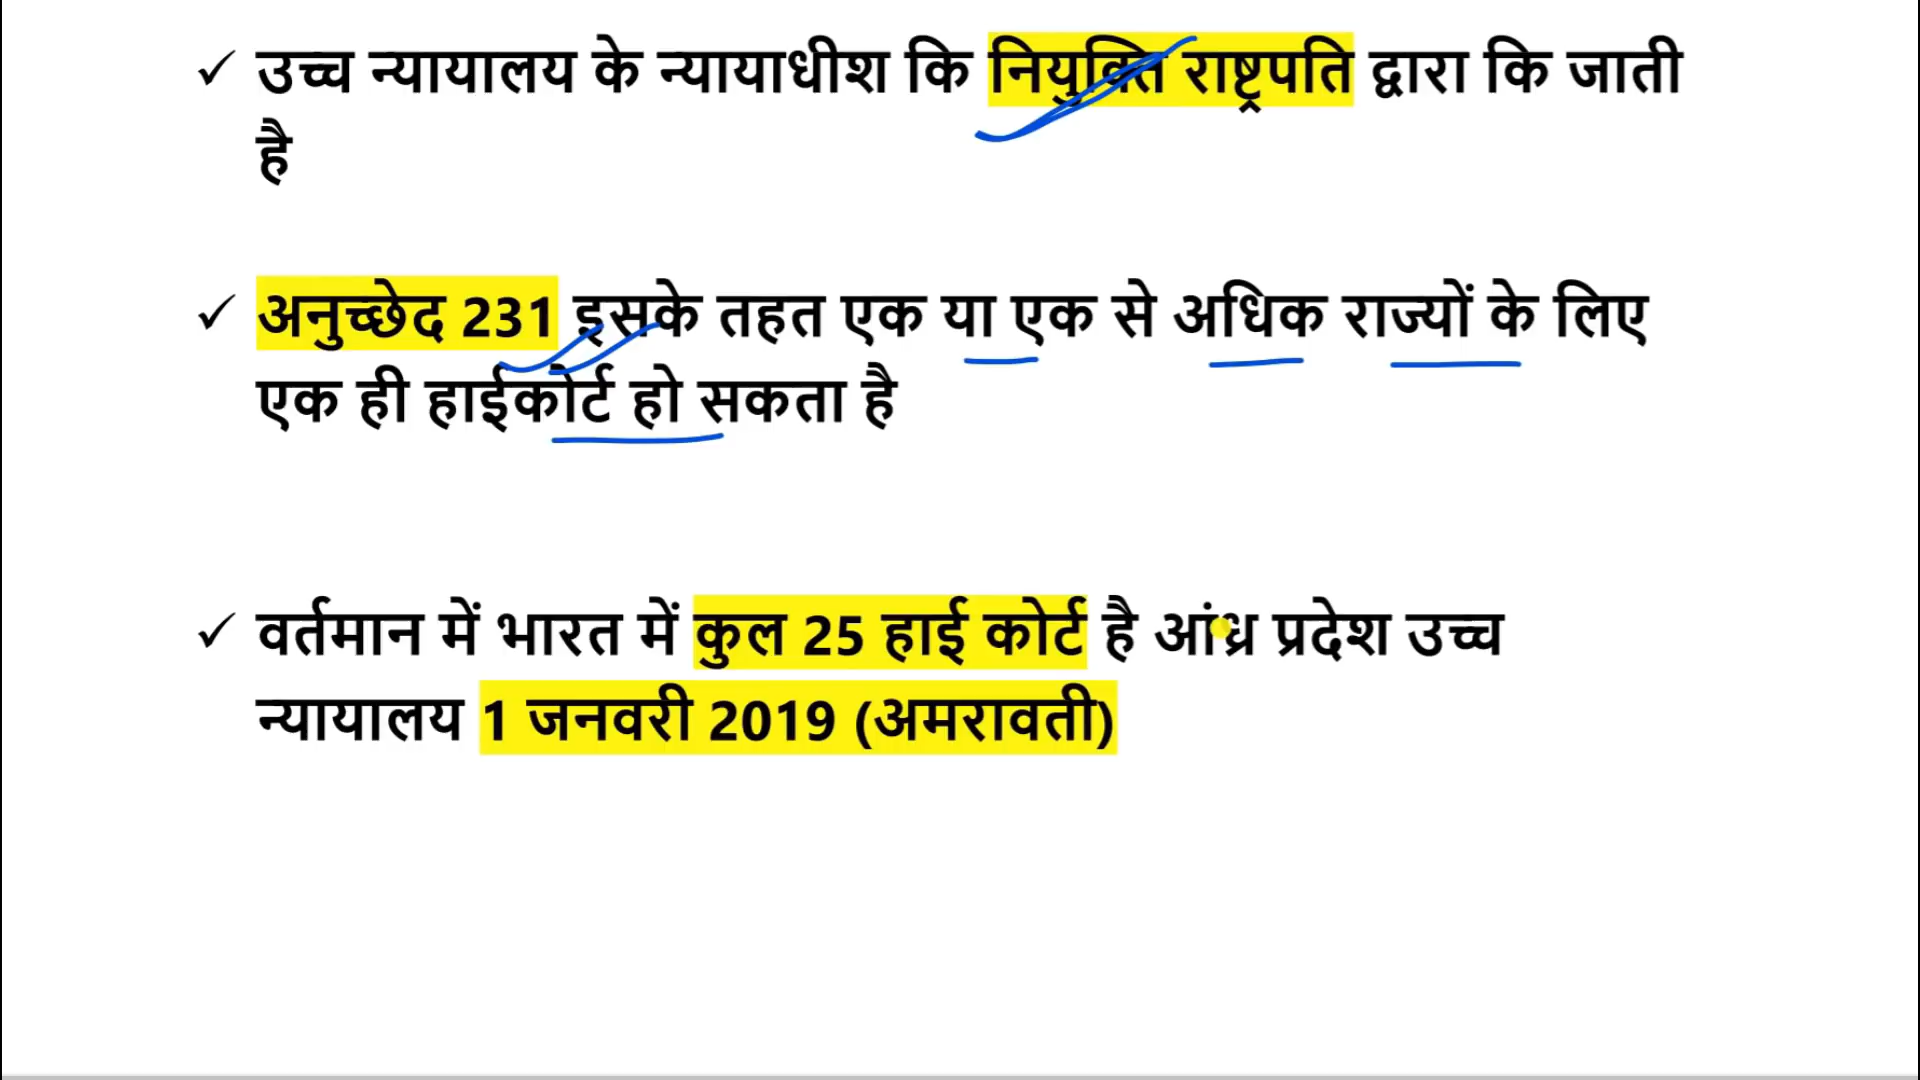 ✓ उच्च न्यायालय के न्यायाधीश कि नियुक्ति राष्ट्रपति द्वारा कि जाती
है
✓ अनुच्छेद 231 इसके तहत एक या एक से अधिक राज्यों के लिए
एक ही हाईकोर्ट हो सकता है
✓ वर्तमान में भारत में कुल 25 हाई कोर्ट है आंध्र प्रदेश उच्च
न्यायालय 1 जनवरी 2019 (अमरावती)